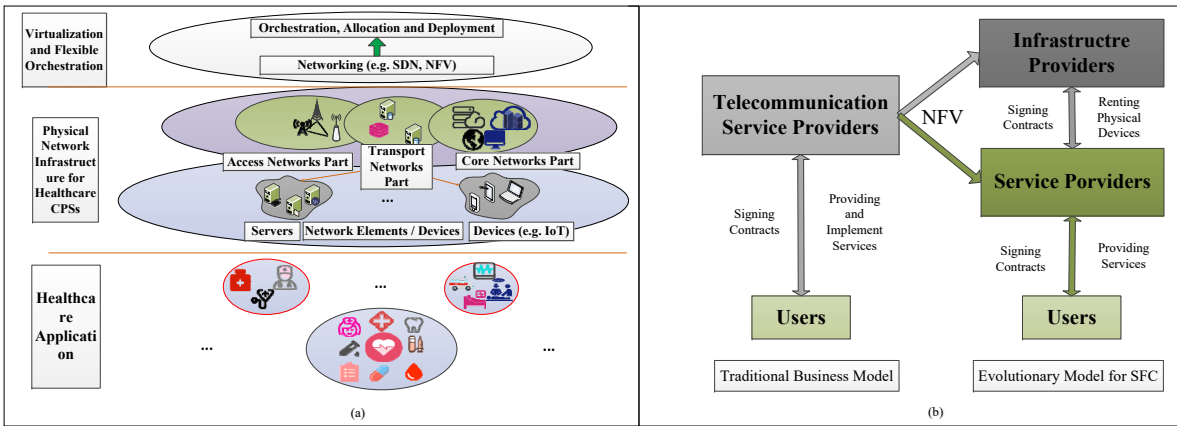 Virtualization
and Flexible
Orchestration
Orchestration, Allocation and Deployment
Networking (e.g. SDN, NFV)
Physical
Network
Infrastruct
ure for
Healthcare
CPSs
Access Networks Part
Transport
Networks
Part
Core Networks Part
...
Servers
Network Elements / Devices
Devices (e.g. IoT)
Healthca
re
Applicati
on
...
...
...
(a)
Telecommunication
Service Providers
NFV
Infrastructre
Providers
Signing
Contracts
Renting
Physical
Devices
Service Porviders
Signing
Contracts
Providing
and
Implement
Services
Signing
Contracts
Providing
Services
Users
Users
Traditional Business Model
Evolutionary Model for SFC
(b)